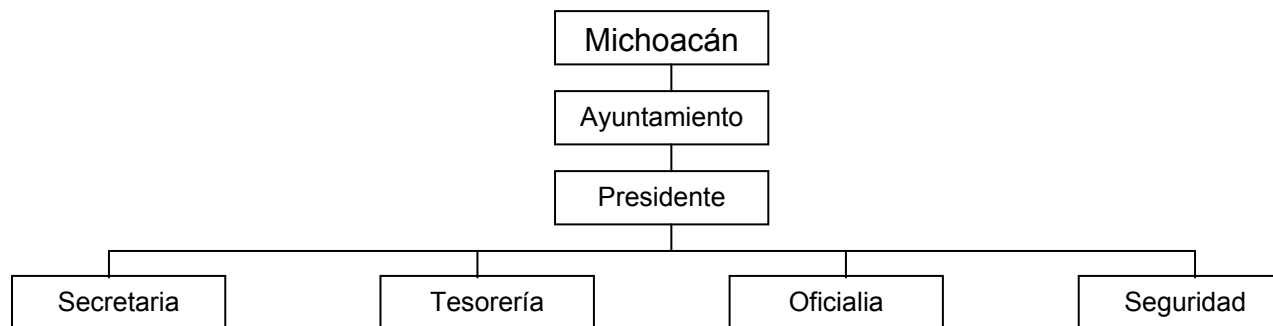 Michoacán
Ayuntamiento
Presidente
Secretaria
Tesorería
Oficialia
Seguridad